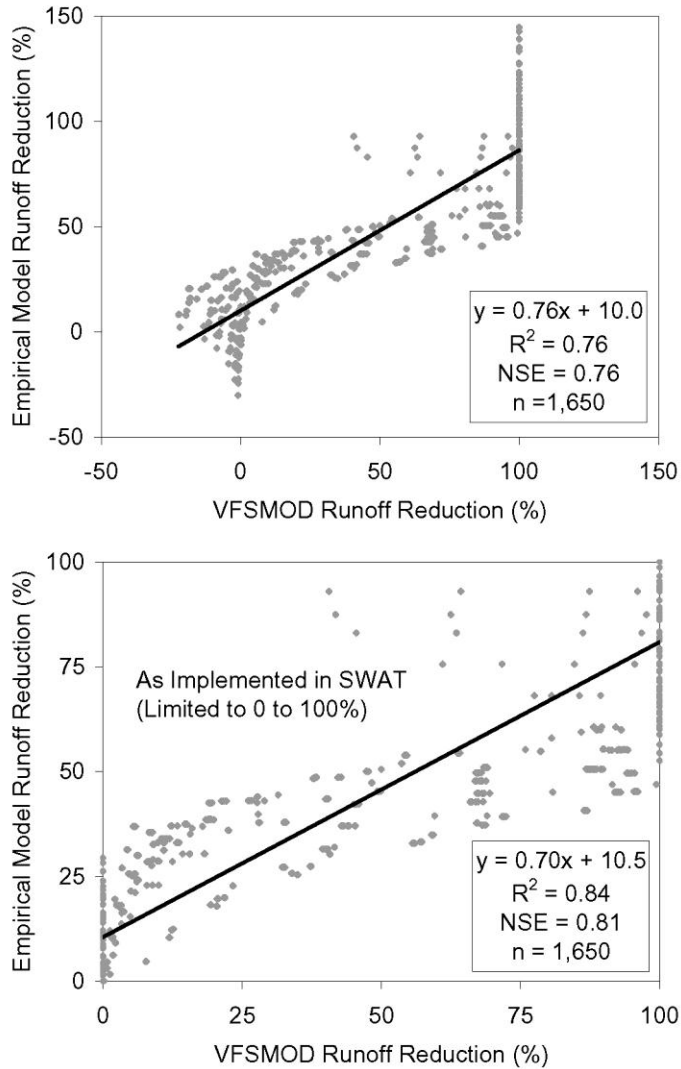 Empirical Model Runoff Reduction (%)
150
100
50
0
-50
y = 0.76x + 10.0
R² = 0.76
NSE = 0.76
n =1,650
-50 0 50 100 150
VFSMOD Runoff Reduction (%)
Empirical Model Runoff Reduction (%)
100
75
50
25
0
As Implemented in SWAT
(Limited to 0 to 100%)
y = 0.70x + 10.5
R² = 0.84
NSE = 0.81
n = 1,650
0 25 50 75 100
VFSMOD Runoff Reduction (%)